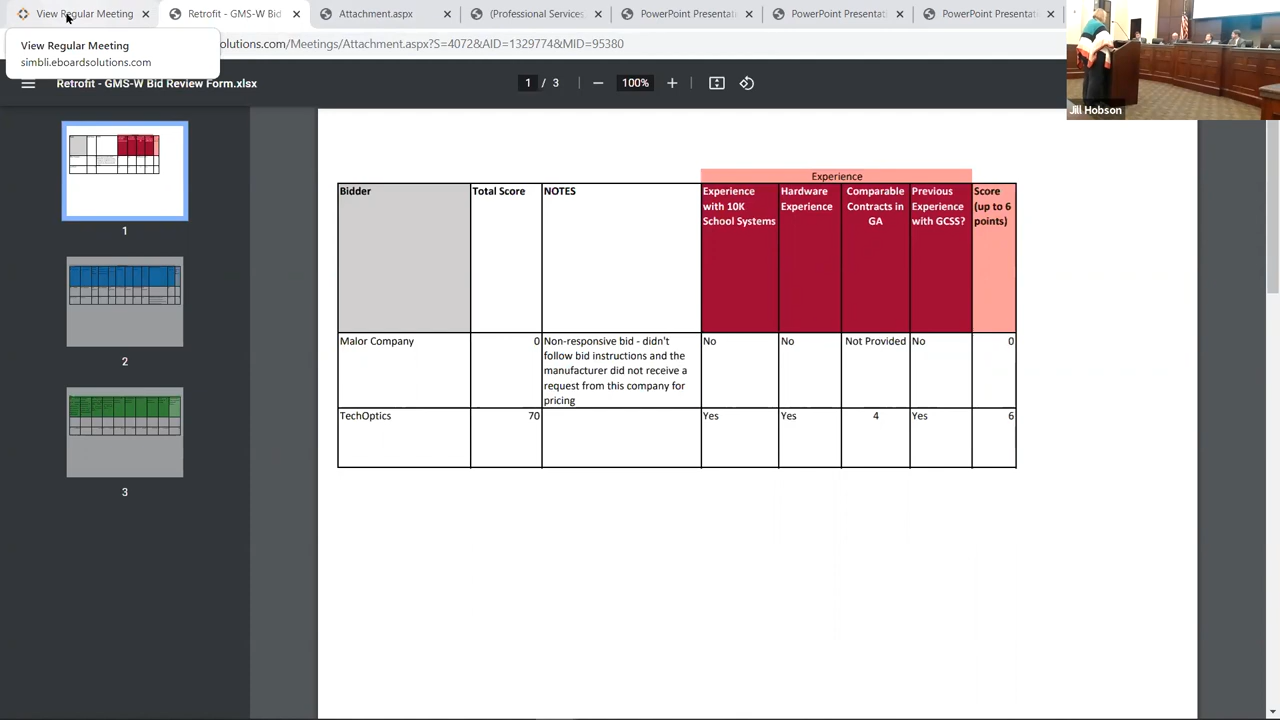 View Regular Meeting
Retrofit - GMS-W Bid
Attachment.aspx
(Professional Services
PowerPoint Presentati
PowerPoint Presentati
PowerPoint Presentati
View Regular Meeting
simbli.eboardsolutions.com
solutions.com/Meetings/Attachment.aspx?S=4072&AID=1329774&MID=95380
Retrofit - GMS-W Bid Review Form.xlsx
1 / 3
100%
Jill Hobson
1
2
3
Experience
Bidder
Total Score
NOTES
Experience
with 10K
School Systems
Hardware
Experience
Comparable
Contracts in
GA
Previous
Experience
with GCSS?
Score
(up to 6
points)
Malor Company
0
Non-responsive bid - didn't
follow bid instructions and the
manufacturer did not receive a
request from this company for
pricing
No
No
Not Provided
No
0
TechOptics
70
Yes
Yes
4
Yes
6